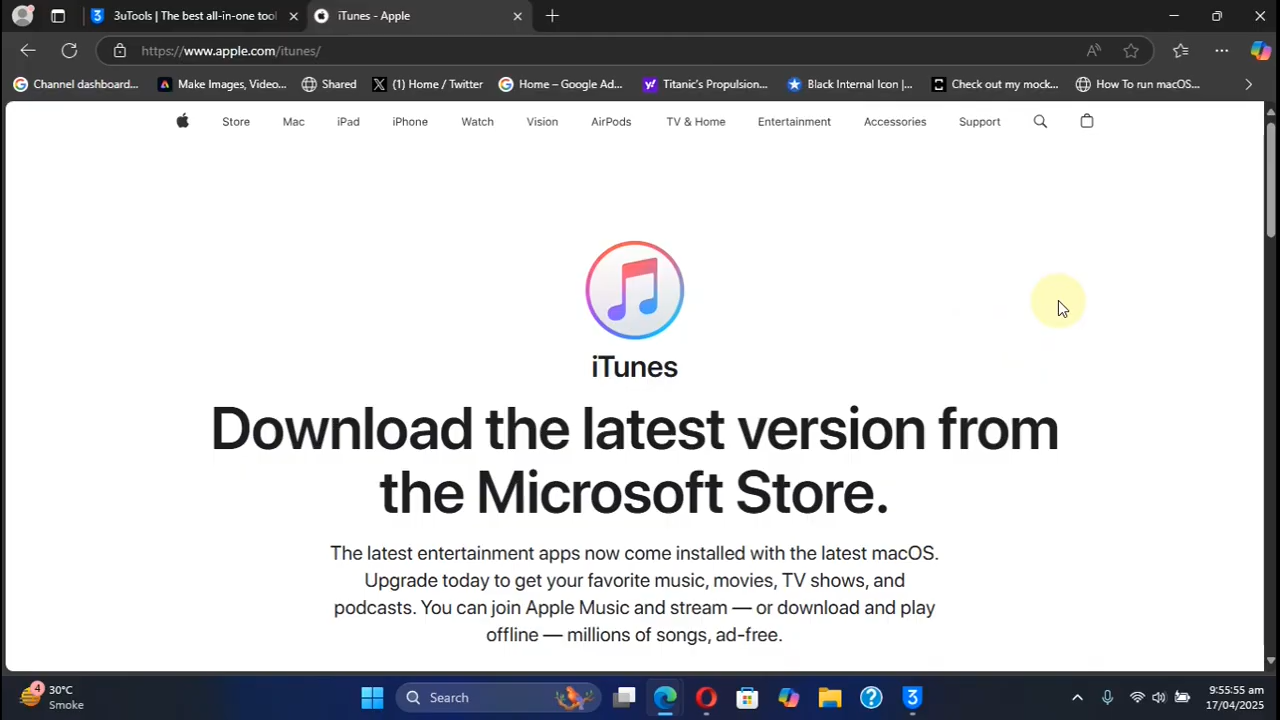 3uTools | The best all-in-one tool
iTunes - Apple
https://www.apple.com/itunes/
Channel dashboard...
Make Images, Video...
Shared
(1) Home / Twitter
Home – Google Ad...
Titanic's Propulsion...
Black Internal Icon |...
Check out my mock...
How To run macOS...
Store
Mac
iPad
iPhone
Watch
Vision
AirPods
TV & Home
Entertainment
Accessories
Support
iTunes
Download the latest version from
the Microsoft Store.
The latest entertainment apps now come installed with the latest macOS.
Upgrade today to get your favorite music, movies, TV shows, and
podcasts. You can join Apple Music and stream — or download and play
offline — millions of songs, ad-free.
4
30°C
Smoke
Search
9:55:55 am
17/04/2025